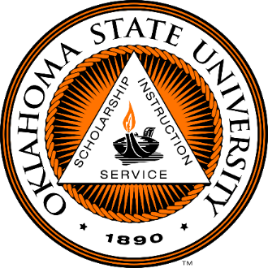 OKLAHOMA STATE UNIVERSITY
SCHOLARSHIP
INSTRUCTION
SERVICE
★ 1890 ★
TM